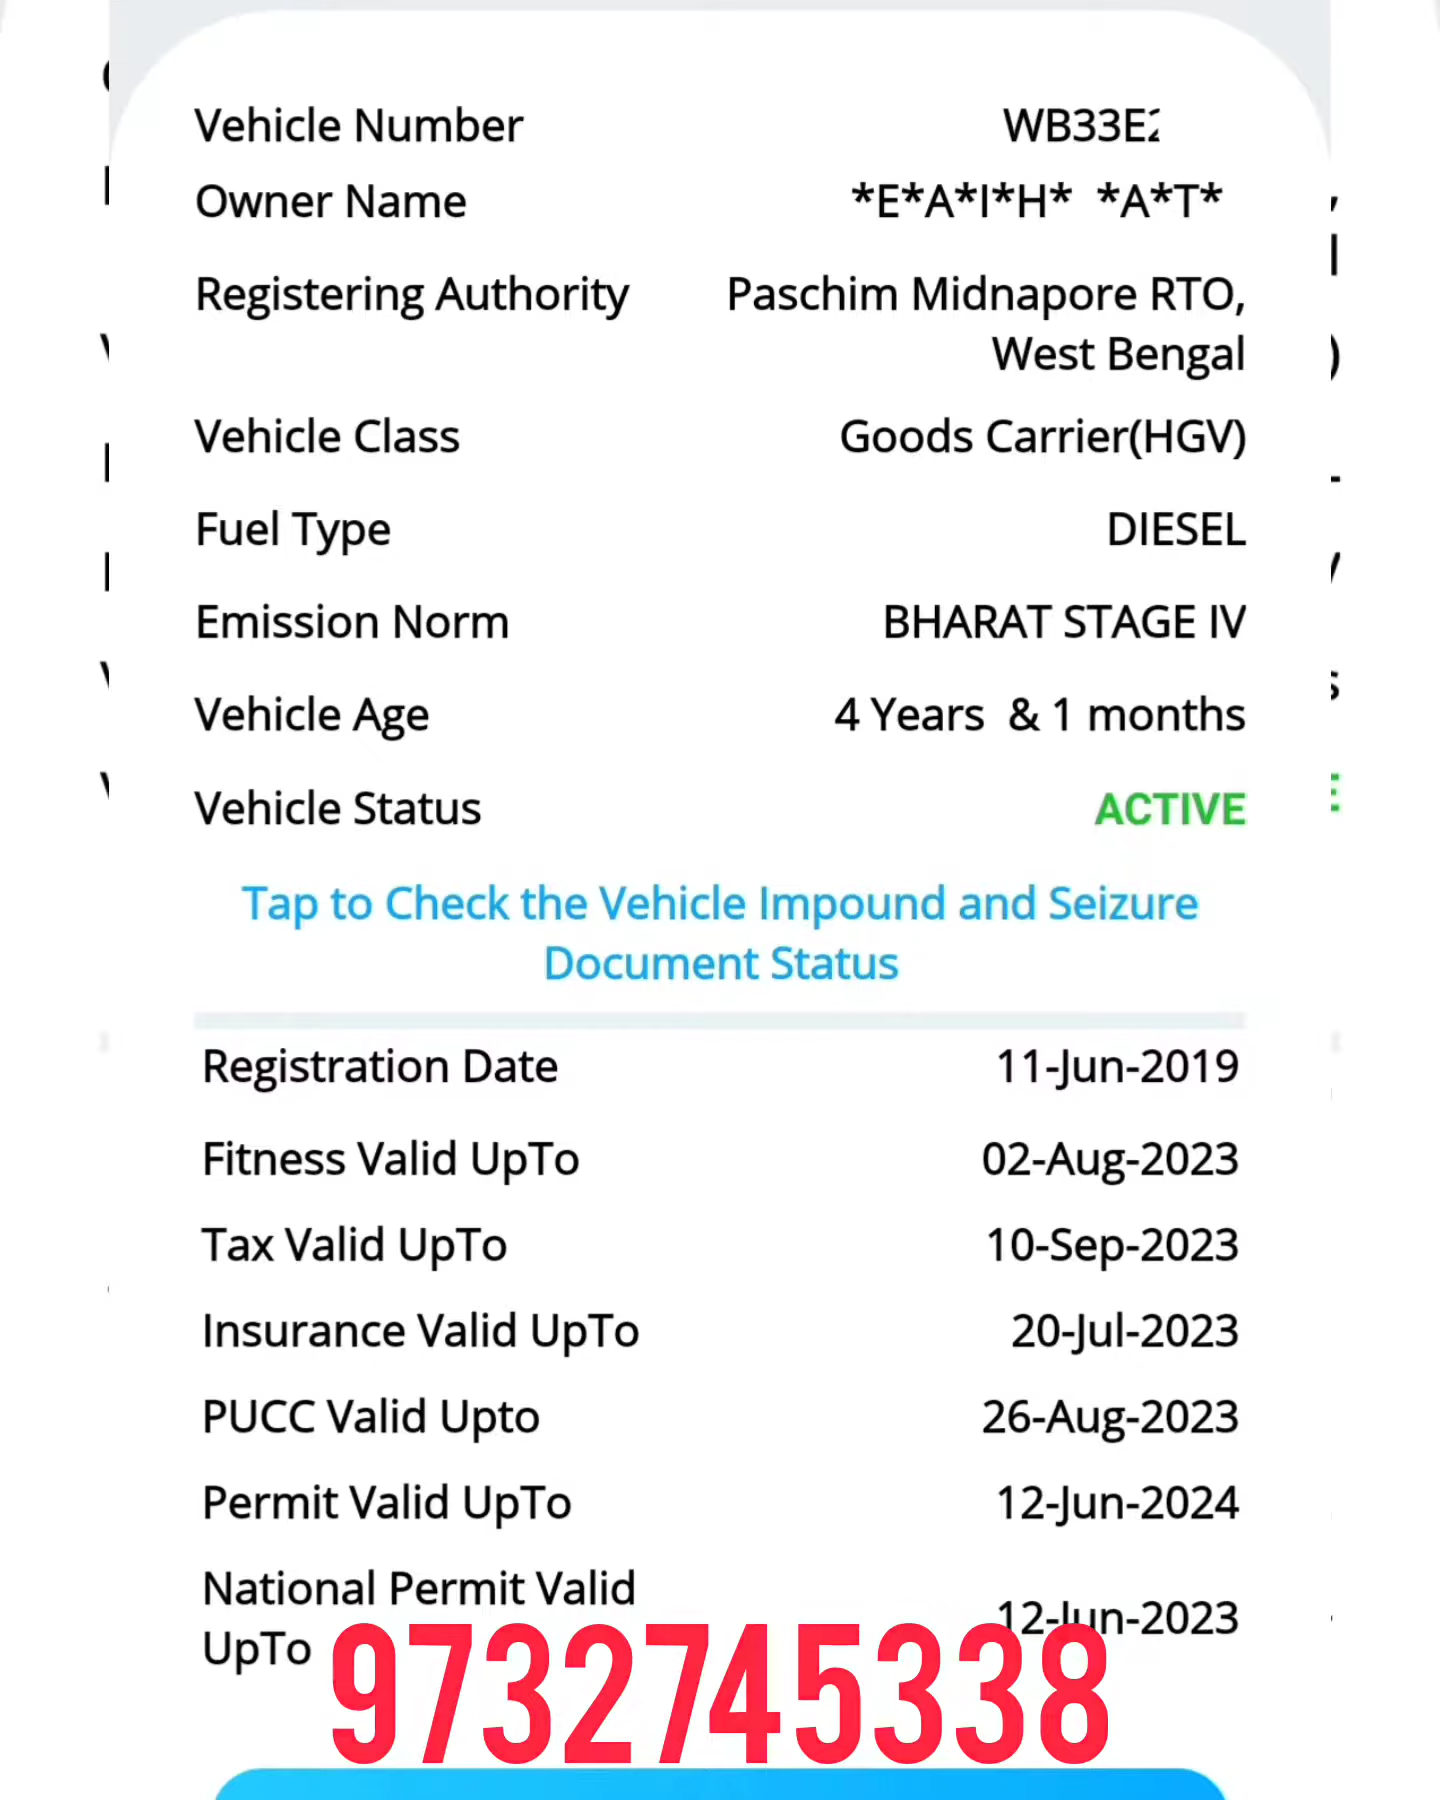 Vehicle Number WB33E2
Owner Name *E*A*I*H* *A*T*
Registering Authority Paschim Midnapore RTO,
West Bengal
Vehicle Class Goods Carrier(HGV)
Fuel Type DIESEL
Emission Norm BHARAT STAGE IV
Vehicle Age 4 Years & 1 months
Vehicle Status ACTIVE
Tap to Check the Vehicle Impound and Seizure
Document Status
Registration Date 11-Jun-2019
Fitness Valid UpTo 02-Aug-2023
Tax Valid UpTo 10-Sep-2023
Insurance Valid UpTo 20-Jul-2023
PUCC Valid Upto 26-Aug-2023
Permit Valid UpTo 12-Jun-2024
National Permit Valid
UpTo 12-Jun-2023
9732745338